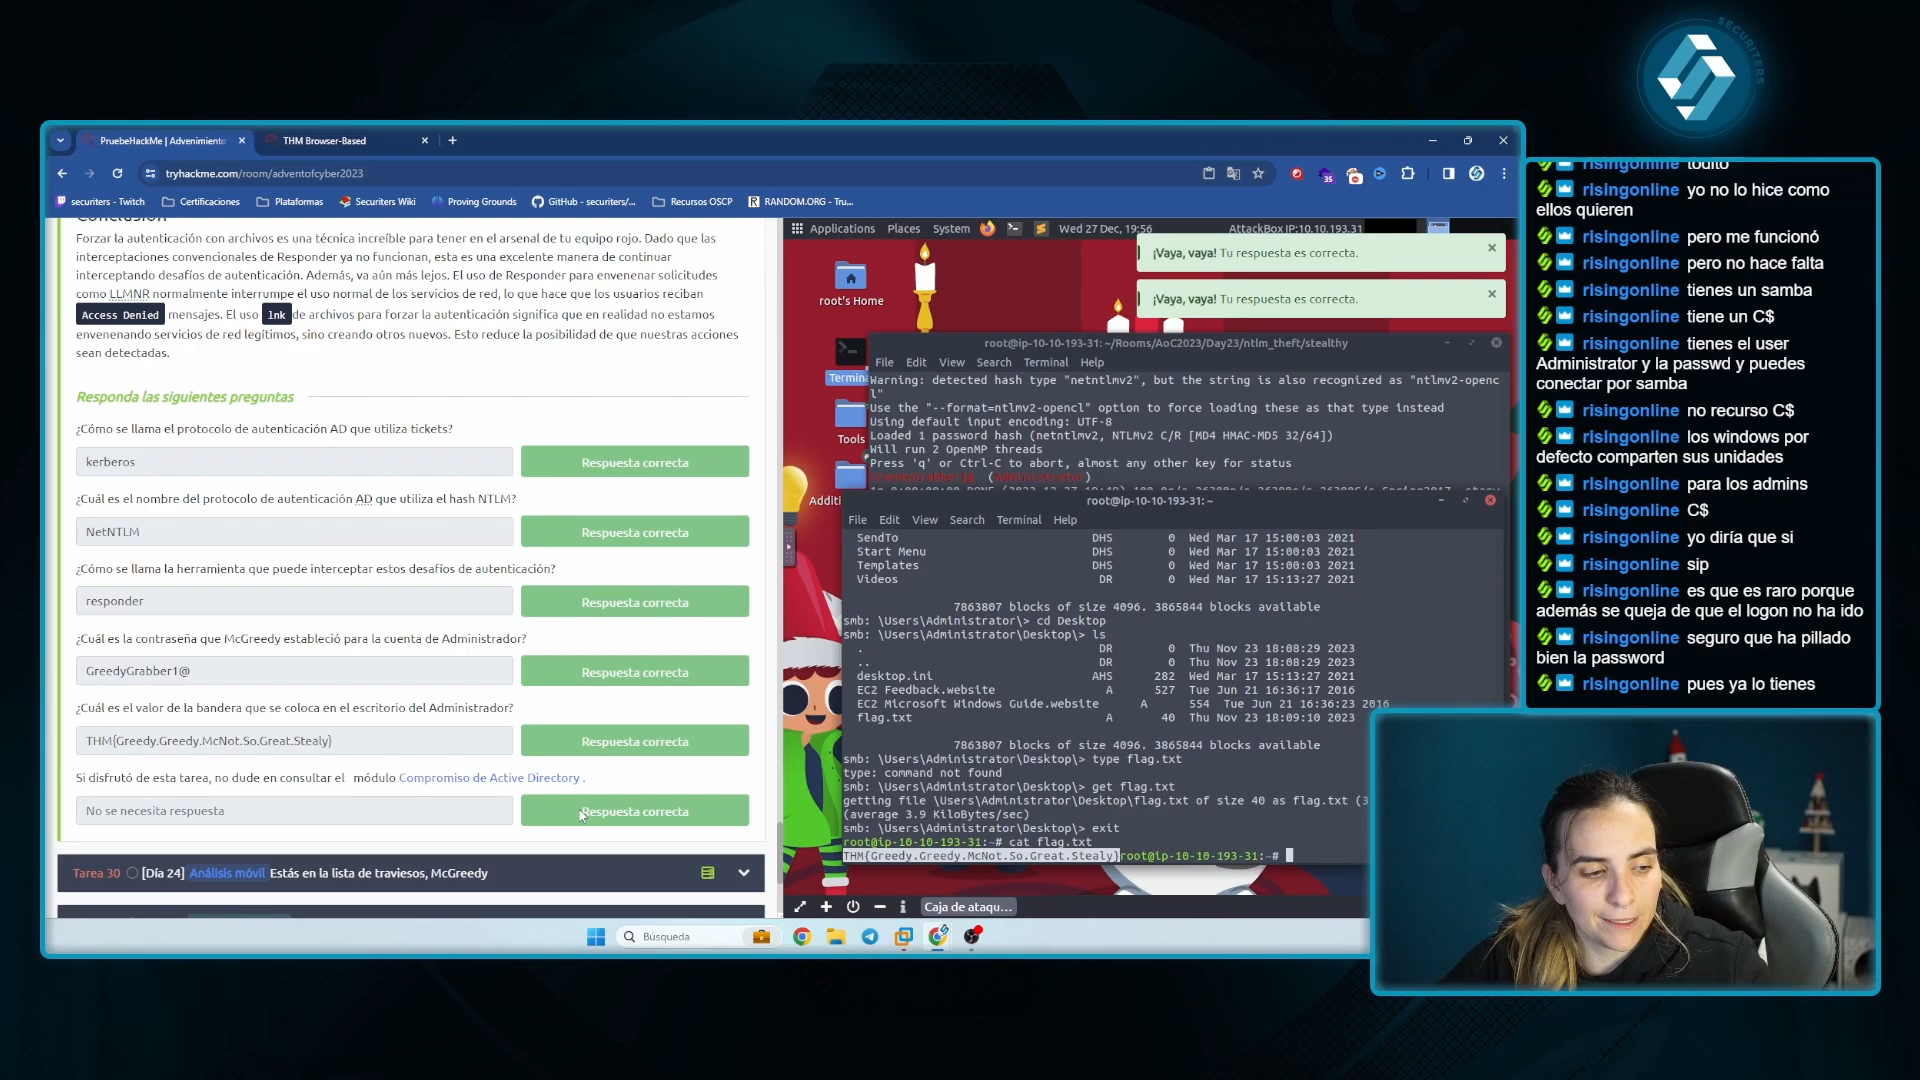 SECURITERS
PruebeHackMe | Advenimiento
THM Browser-Based
tryhackme.com/room/adventofcyber2023
securiters - Twitch
Certificaciones
Plataformas
Securiters Wiki
Proving Grounds
GitHub - securiters/...
Recursos OSCP
RANDOM.ORG - Tru...
35
Conclusión
Forzar la autenticación con archivos es una técnica increíble para tener en el arsenal de tu equipo rojo. Dado que las
interceptaciones convencionales de Responder ya no funcionan, esta es una excelente manera de continuar
interceptando desafíos de autenticación. Además, va aún más lejos. El uso de Responder para envenenar solicitudes
como LLMNR normalmente interrumpe el uso normal de los servicios de red, lo que hace que los usuarios reciban
Access Denied mensajes. El uso lnk de archivos para forzar la autenticación significa que en realidad no estamos
envenenando servicios de red legítimos, sino creando otros nuevos. Esto reduce la posibilidad de que nuestras acciones
sean detectadas.
Responda las siguientes preguntas
¿Cómo se llama el protocolo de autenticación AD que utiliza tickets?
kerberos
Respuesta correcta
¿Cuál es el nombre del protocolo de autenticación AD que utiliza el hash NTLM?
NetNTLM
Respuesta correcta
¿Cómo se llama la herramienta que puede interceptar estos desafíos de autenticación?
responder
Respuesta correcta
¿Cuál es la contraseña que McGreedy estableció para la cuenta de Administrador?
GreedyGrabber1@
Respuesta correcta
¿Cuál es el valor de la bandera que se coloca en el escritorio del Administrador?
THM{Greedy.Greedy.McNot.So.Great.Stealy}
Respuesta correcta
Si disfrutó de esta tarea, no dude en consultar el módulo Compromiso de Active Directory .
No se necesita respuesta
Respuesta correcta
Tarea 30 [Día 24] Análisis móvil Estás en la lista de traviesos, McGreedy
Applications Places System
Wed 27 Dec, 19:56
AttackBox IP:10.10.193.31
¡Vaya, vaya! Tu respuesta es correcta.
¡Vaya, vaya! Tu respuesta es correcta.
root's Home
Tools
root@ip-10-10-193-31: ~/Rooms/AoC2023/Day23/ntlm_theft/stealthy
File Edit View Search Terminal Help
Warning: detected hash type "netntlmv2", but the string is also recognized as "ntlmv2-openc
l"
Use the "--format=ntlmv2-opencl" option to force loading these as that type instead
Using default input encoding: UTF-8
Loaded 1 password hash (netntlmv2, NTLMv2 C/R [MD4 HMAC-MD5 32/64])
Will run 2 OpenMP threads
Press 'q' or Ctrl-C to abort, almost any other key for status
(Administrator)
root@ip-10-10-193-31:~
File Edit View Search Terminal Help
SendTo DHS 0 Wed Mar 17 15:00:03 2021
Start Menu DHS 0 Wed Mar 17 15:00:03 2021
Templates DHS 0 Wed Mar 17 15:00:03 2021
Videos DR 0 Wed Mar 17 15:13:27 2021
7863807 blocks of size 4096. 3865844 blocks available
smb: \Users\Administrator\> cd Desktop
smb: \Users\Administrator\Desktop\> ls
. DR 0 Thu Nov 23 18:08:29 2023
.. DR 0 Thu Nov 23 18:08:29 2023
desktop.ini AHS 282 Wed Mar 17 15:13:27 2021
EC2 Feedback.website A 527 Tue Jun 21 16:36:17 2016
EC2 Microsoft Windows Guide.website A 554 Tue Jun 21 16:36:23 2016
flag.txt A 40 Thu Nov 23 18:09:10 2023
7863807 blocks of size 4096. 3865844 blocks available
smb: \Users\Administrator\Desktop\> type flag.txt
type: command not found
smb: \Users\Administrator\Desktop\> get flag.txt
getting file \Users\Administrator\Desktop\flag.txt of size 40 as flag.txt (3
(average 3.9 KiloBytes/sec)
smb: \Users\Administrator\Desktop\> exit
root@ip-10-10-193-31:~# cat flag.txt
THM{Greedy.Greedy.McNot.So.Great.Stealy}root@ip-10-10-193-31:~#
Caja de ataqu...
Búsqueda
risingonline todito
risingonline yo no lo hice como
ellos quieren
risingonline pero me funcionó
risingonline pero no hace falta
risingonline tienes un samba
risingonline tiene un C$
risingonline tienes el user
Administrator y la passwd y puedes
conectar por samba
risingonline no recurso C$
risingonline los windows por
defecto comparten sus unidades
risingonline para los admins
risingonline C$
risingonline yo diría que si
risingonline sip
risingonline es que es raro porque
además se queja de que el logon no ha ido
risingonline seguro que ha pillado
bien la password
risingonline pues ya lo tienes